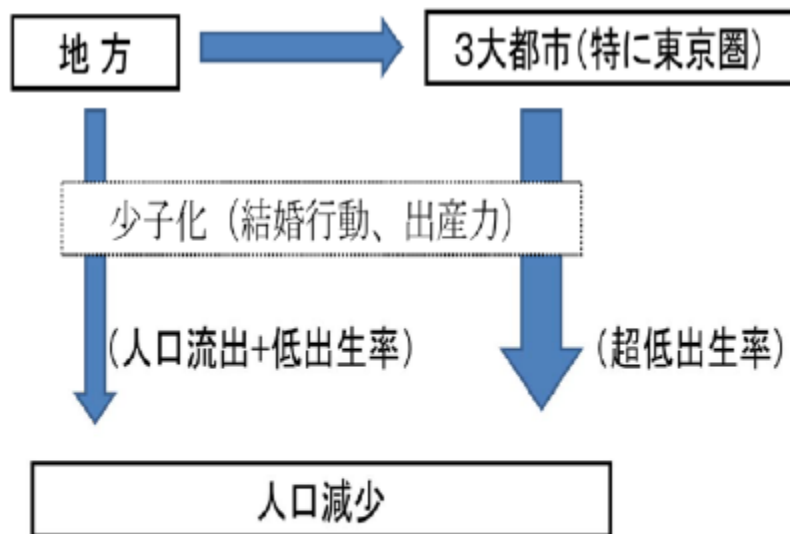 地 方
3大都市(特に東京圏)
少子化(結婚行動、出産力)
(人口流出+低出生率)
(超低出生率)
人口減少